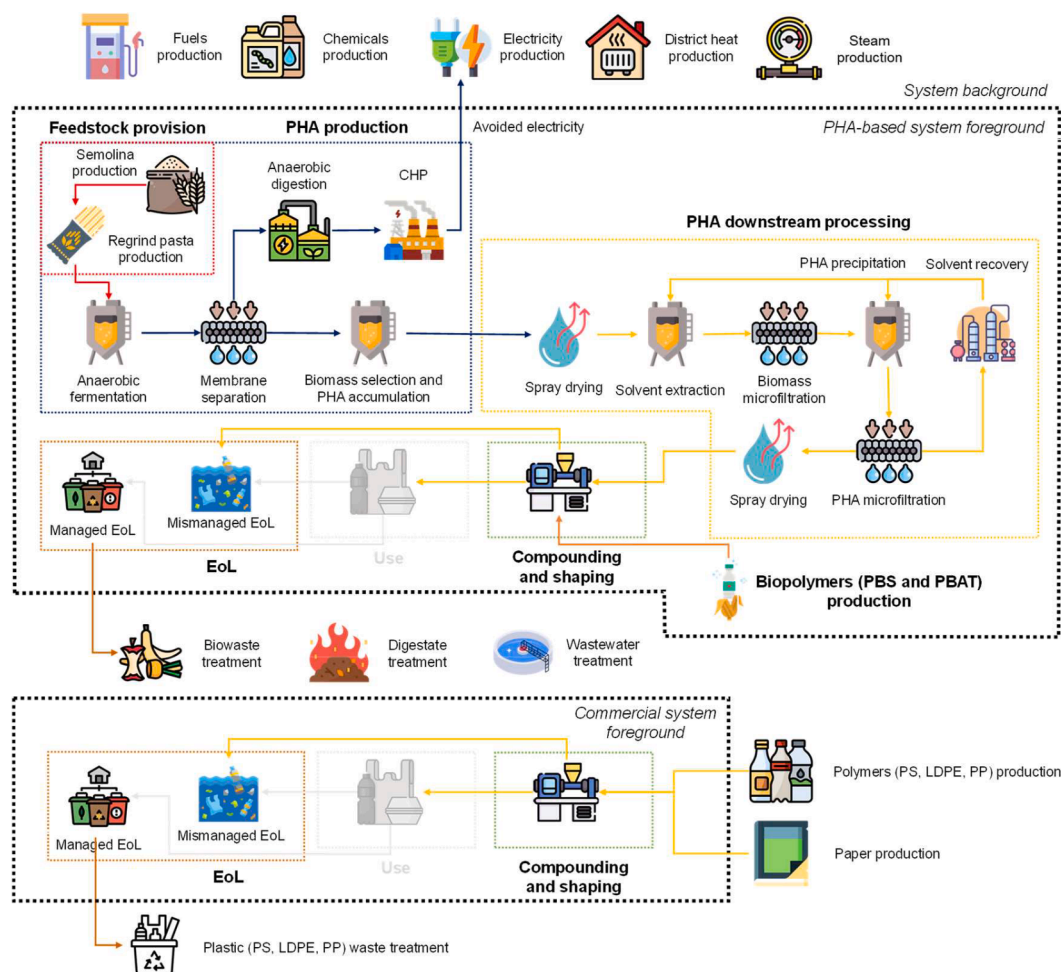 Fuels
production
Chemicals
production
Electricity
production
District heat
production
Steam
production
System background
PHA-based system foreground
Feedstock provision
PHA production
Avoided electricity
Semolina
production
Regrind pasta
production
Anaerobic
digestion
CHP
Anaerobic
fermentation
Membrane
separation
Biomass selection and
PHA accumulation
PHA downstream processing
PHA precipitation
Solvent recovery
Spray drying
Solvent extraction
Biomass
microfiltration
Spray drying
PHA microfiltration
Managed EoL
Mismanaged EoL
EoL
Use
Compounding
and shaping
Biopolymers (PBS and PBAT)
production
Biowaste
treatment
Digestate
treatment
Wastewater
treatment
Commercial system
foreground
Managed EoL
Mismanaged EoL
EoL
Use
Compounding
and shaping
Polymers (PS, LDPE, PP) production
Paper production
Plastic (PS, LDPE, PP) waste treatment